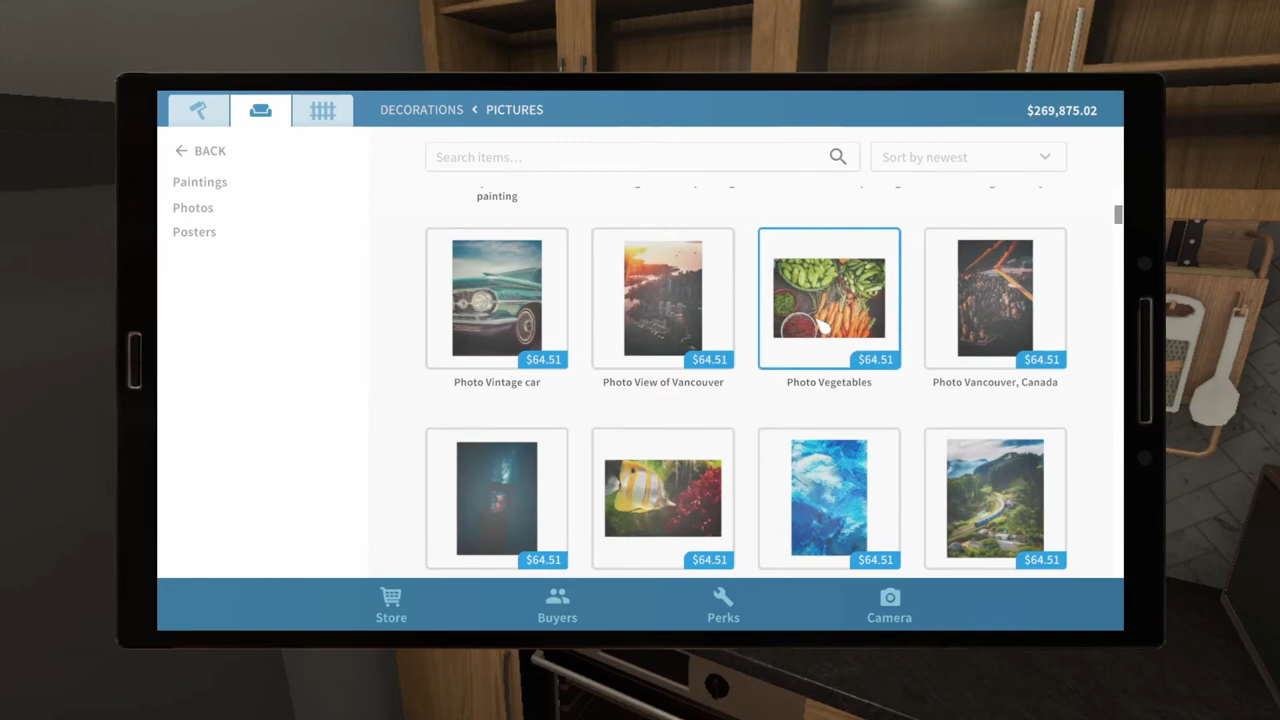 DECORATIONS < PICTURES
$269,875.02
BACK
Search items...
Sort by newest
Paintings
painting
Photos
Posters
$64.51
$64.51
$64.51
$64.51
Photo Vintage car
Photo View of Vancouver
Photo Vegetables
Photo Vancouver, Canada
$64.51
$64.51
$64.51
$64.51
Store
Buyers
Perks
Camera